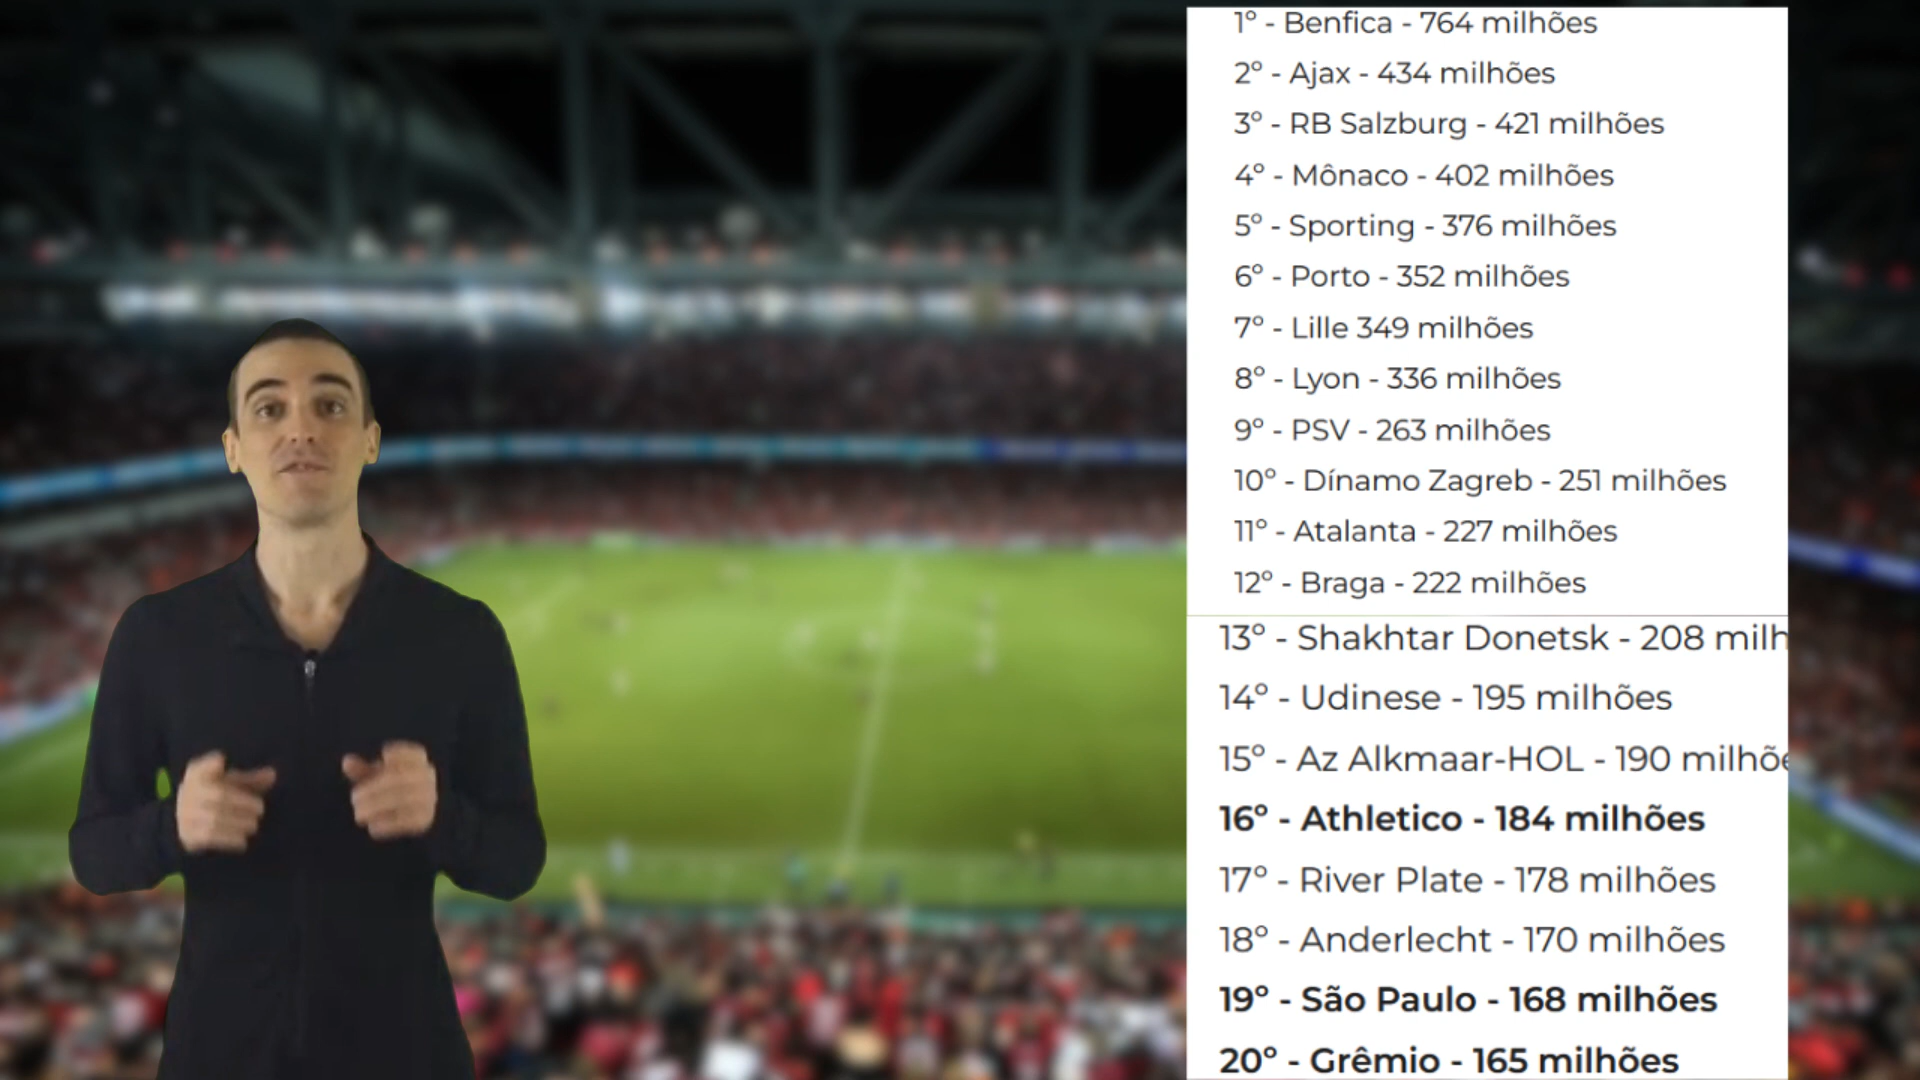 1º - Benfica - 764 milhões
2º - Ajax - 434 milhões
3º - RB Salzburg - 421 milhões
4º - Mônaco - 402 milhões
5º - Sporting - 376 milhões
6º - Porto - 352 milhões
7º - Lille 349 milhões
8º - Lyon - 336 milhões
9º - PSV - 263 milhões
10º - Dínamo Zagreb - 251 milhões
11º - Atalanta - 227 milhões
12º - Braga - 222 milhões
13º - Shakhtar Donetsk - 208 milh
14º - Udinese - 195 milhões
15º - Az Alkmaar-HOL - 190 milhõe
16º - Athletico - 184 milhões
17º - River Plate - 178 milhões
18º - Anderlecht - 170 milhões
19º - São Paulo - 168 milhões
20º - Grêmio - 165 milhões